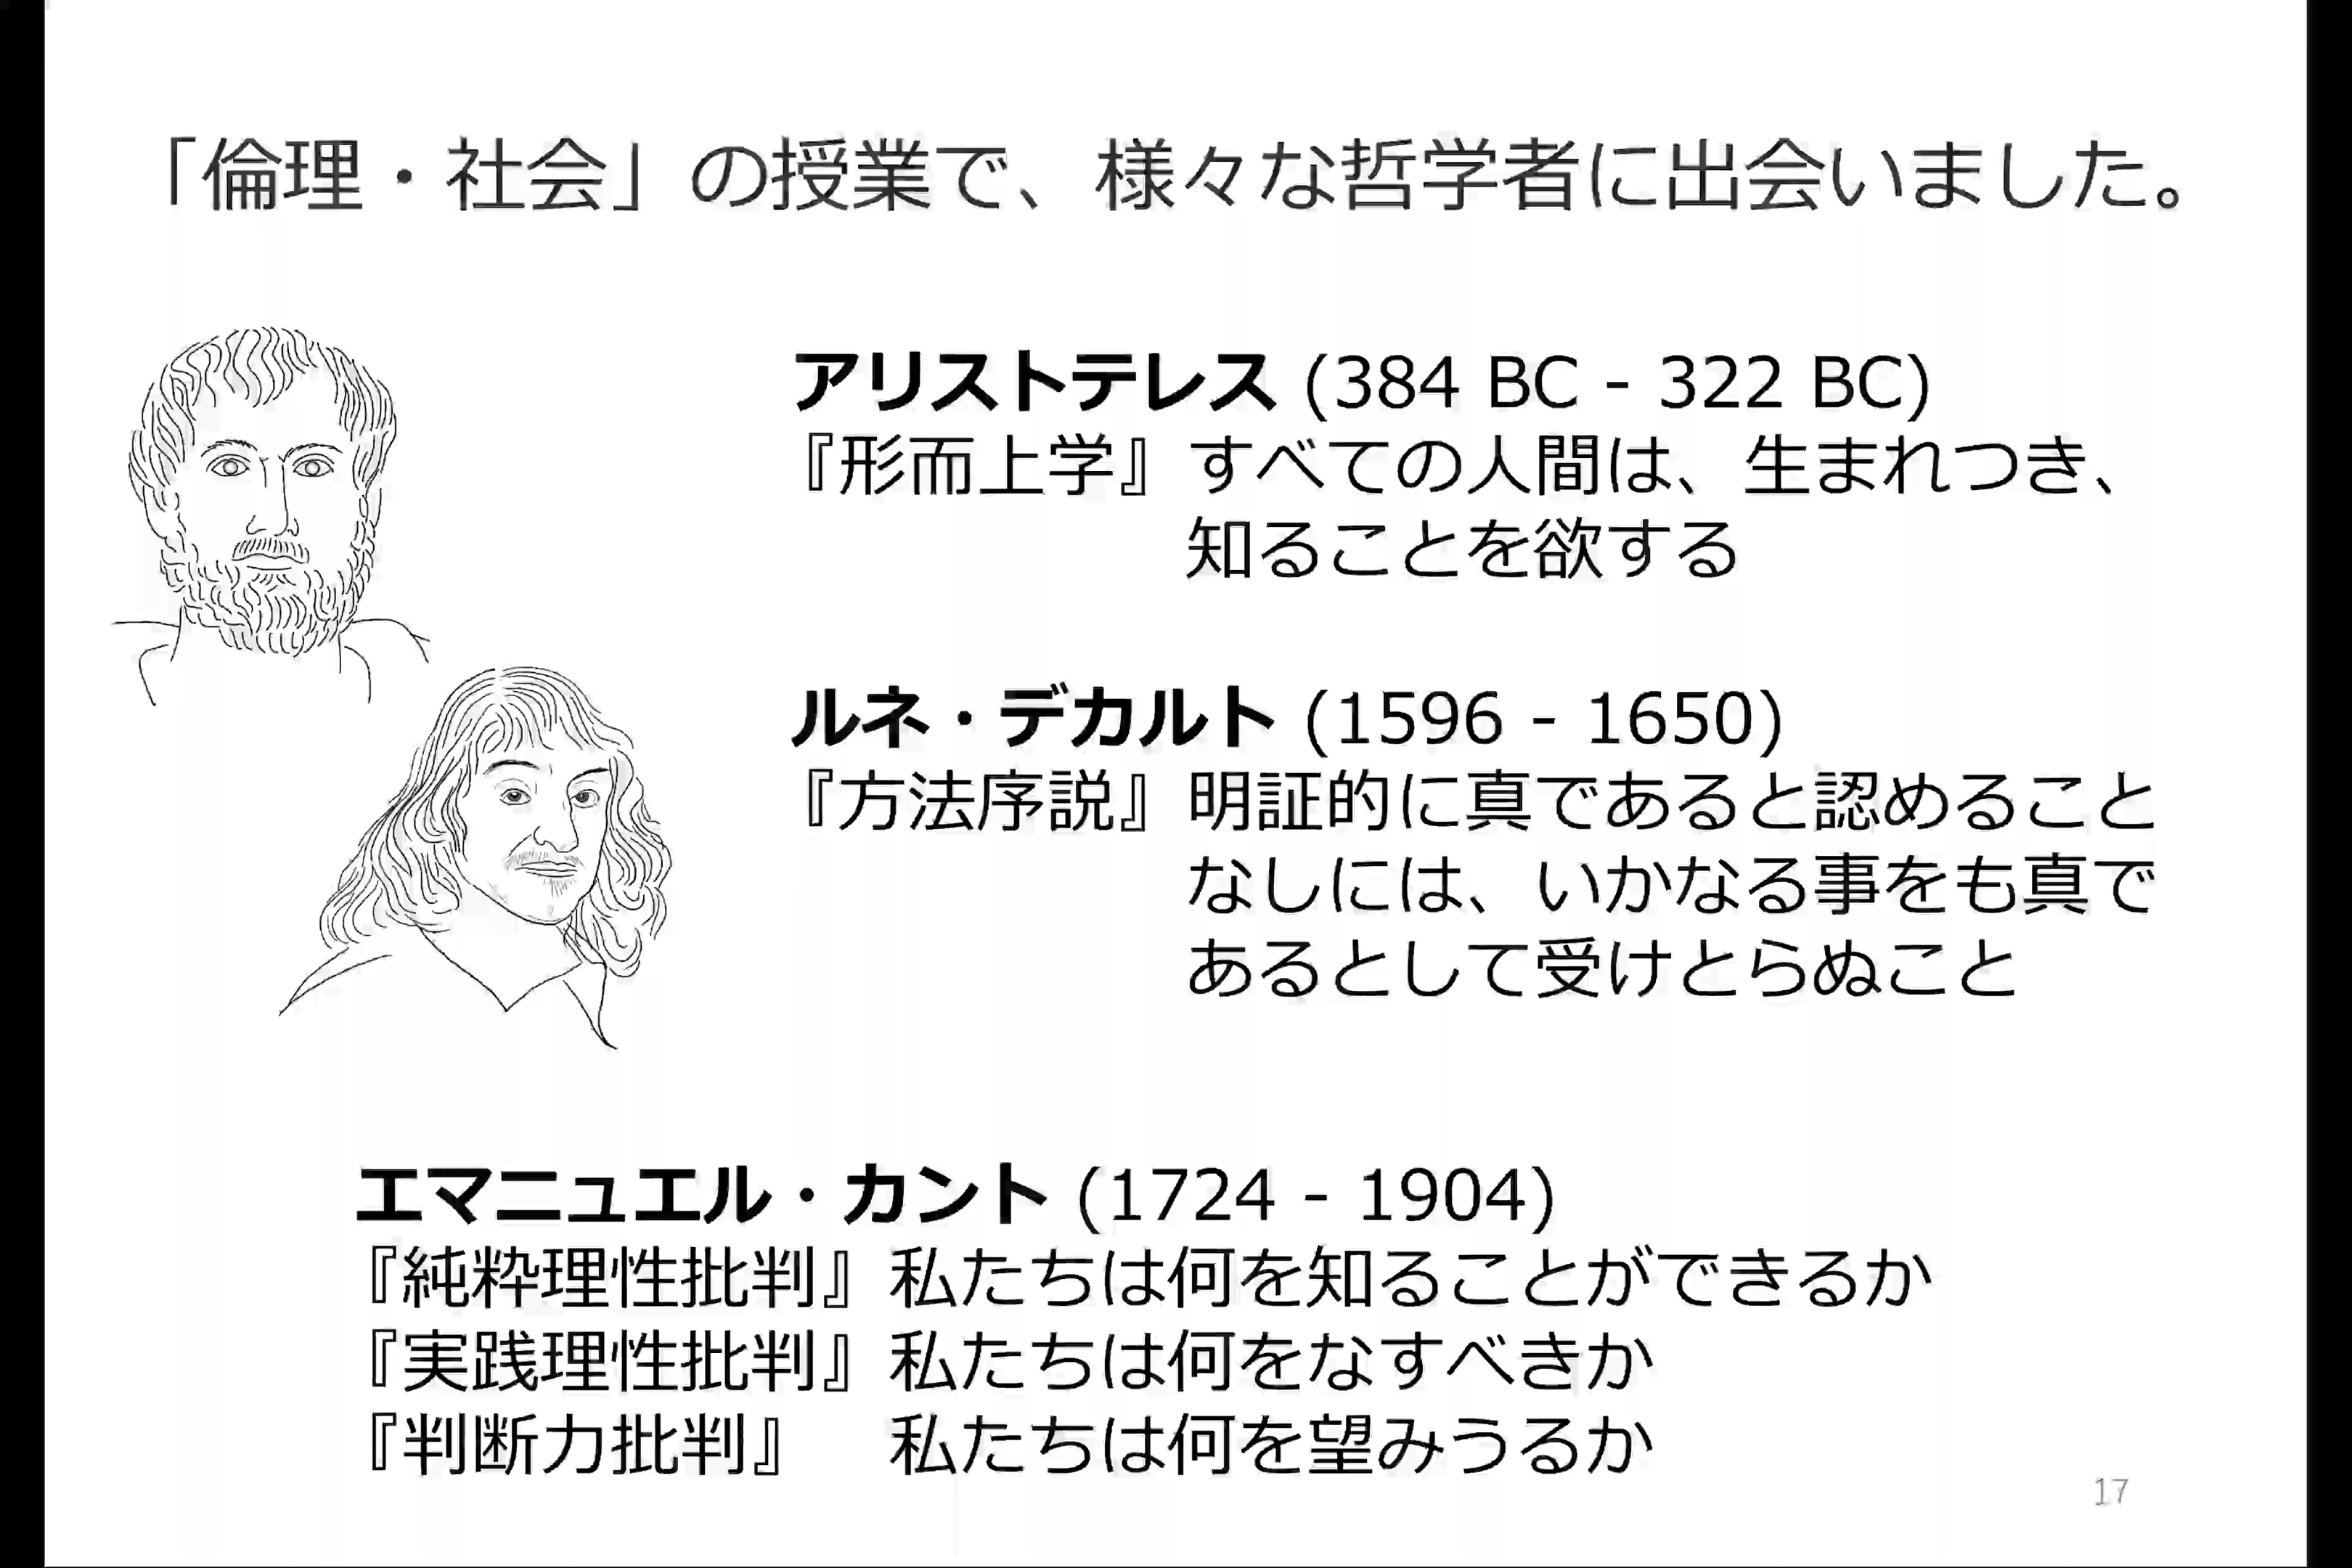 「倫理・社会」の授業で、様々な哲学者に出会いました。
アリストテレス (384 BC - 322 BC)
『形而上学』すべての人間は、生まれつき、
知ることを欲する
ルネ・デカルト (1596 - 1650)
『方法序説』明証的に真であると認めること
なしには、いかなる事をも真で
あるとして受けとらぬこと
エマニュエル・カント (1724 - 1904)
『純粋理性批判』私たちは何を知ることができるか
『実践理性批判』私たちは何をなすべきか
『判断力批判』　私たちは何を望みうるか
17